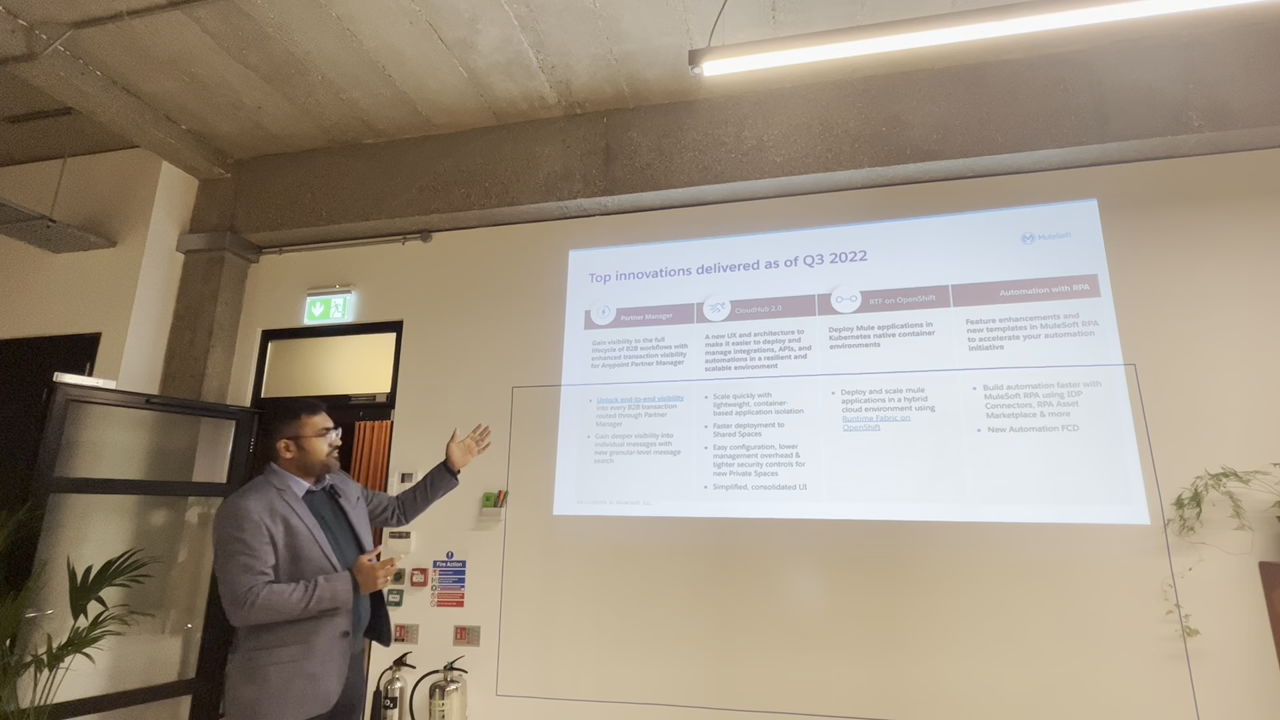 MuleSoft
Top innovations delivered as of Q3 2022
Partner Manager
CloudHub 2.0
RTF on OpenShift
Automation with RPA
Gain visibility to the full
lifecycle of B2B workflows with
enhanced transaction visibility
for Anypoint Partner Manager
A new UX and architecture to
make it easier to deploy and
manage integrations, APIs, and
automations in a resilient and
scalable environment
Deploy Mule applications in
Kubernetes native container
environments
Feature enhancements and
new templates in MuleSoft RPA
to accelerate your automation
initiative
• Unlock end-to-end visibility
into every B2B transaction
routed through Partner
Manager
• Gain deeper visibility into
individual messages with
new granular-level message
search
• Scale quickly with
lightweight, container-
based application isolation
• Faster deployment to
Shared Spaces
• Easy configuration, lower
management overhead &
tighter security controls for
new Private Spaces
• Simplified, consolidated UI
• Deploy and scale mule
applications in a hybrid
cloud environment using
Runtime Fabric on
OpenShift
• Build automation faster with
MuleSoft RPA using IDP
Connectors, RPA Asset
Marketplace & more
• New Automation FCD
Fire Action